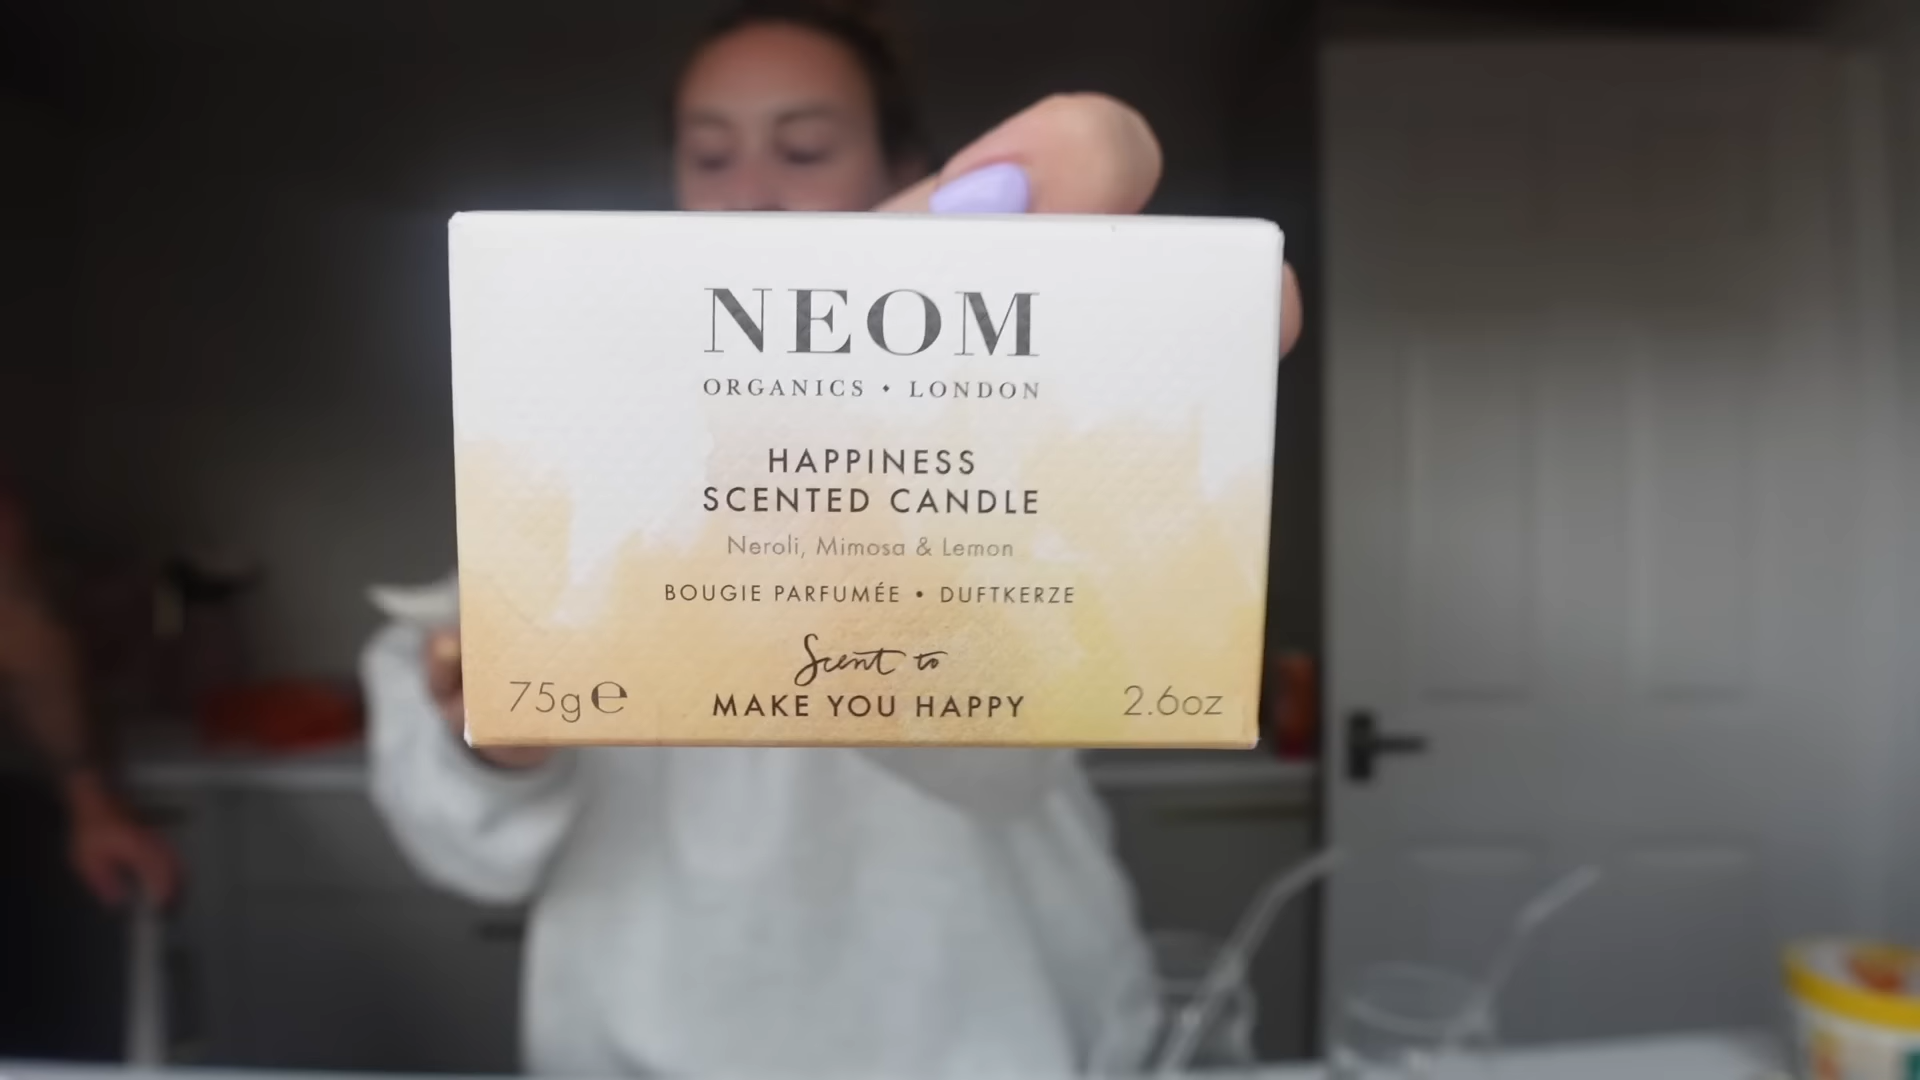 NEOM
ORGANICS • LONDON
HAPPINESS
SCENTED CANDLE
Neroli, Mimosa & Lemon
BOUGIE PARFUMÉE • DUFTKERZE
Scent to
MAKE YOU HAPPY
75g℮
2.6oz